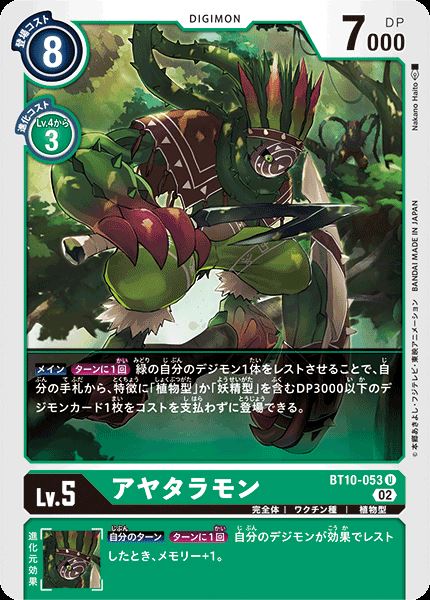 登場コスト
8
DIGIMON
7000
DP
進化コスト
Lv.4から
3
Nakano Haito
©本郷あきよし・フジテレビ・東映アニメーション BANDAI MADE IN JAPAN
メイン ターンに1回 緑の自分のデジモン1体をレストさせることで、自
分の手札から、特徴に「植物型」か「妖精型」を含むDP3000以下のデ
ジモンカード1枚をコストを支払わずに登場できる。
Lv.5
アヤタラモン
BT10-053 U
02
完全体 | ワクチン種 | 植物型
進化元効果
自分のターン ターンに1回 自分のデジモンが効果でレスト
したとき、メモリー+1。